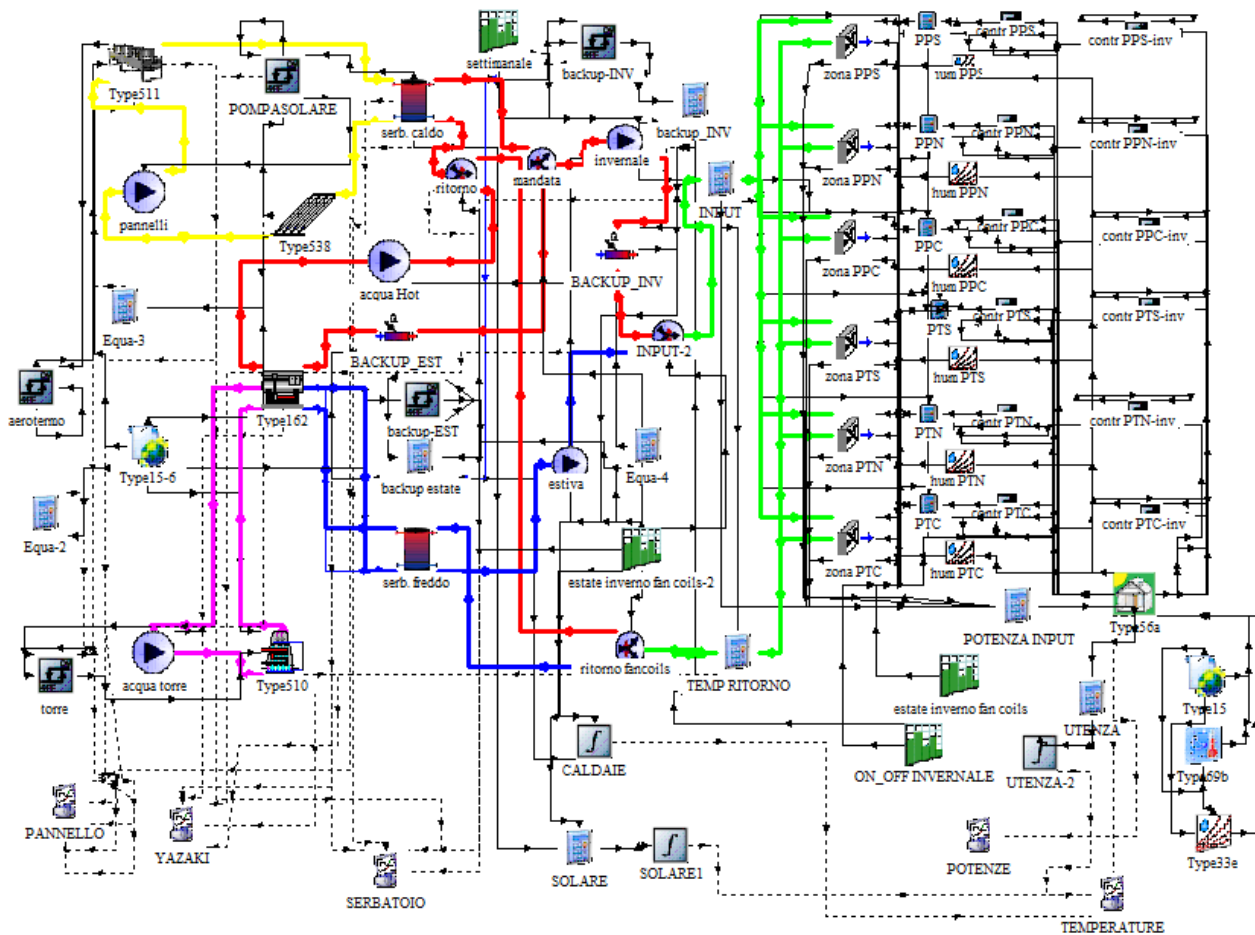 settimanale
backup-INV
PPS
contr PPS
contr PPS-inv
zona PPS
hum PPS
Type511
POMPASOLARE
serb. caldo
backup_INV
PPN
contr PPN
contr PPN-inv
invernale
zona PPN
hum PPN
pannelli
ritorno
mandata
INPUT
PPC
contr PPC
contr PPC-inv
Type538
zona PPC
hum PPC
acqua Hot
BACKUP_INV
PTS
contr PTS
contr PTS-inv
Equa-3
BACKUP_EST
INPUT-2
zona PTS
hum PTS
aerotermo
Type162
backup-EST
PTN
contr PTN
contr PTN-inv
Type15-6
backup estate
estiva
Equa-4
zona PTN
hum PTN
PTC
contr PTC
contr PTC-inv
Equa-2
serb. freddo
estate inverno fan coils-2
zona PTC
hum PTC
POTENZA INPUT
Type56a
torre
acqua torre
Type510
ritorno fancoils
TEMP RITORNO
estate inverno fan coils
UTENZA
Type15
CALDAIE
ON_OFF INVERNALE
UTENZA-2
Type69b
PANNELLO
YAZAKI
SERBATOIO
SOLARE
SOLARE1
POTENZE
Type33e
TEMPERATURE